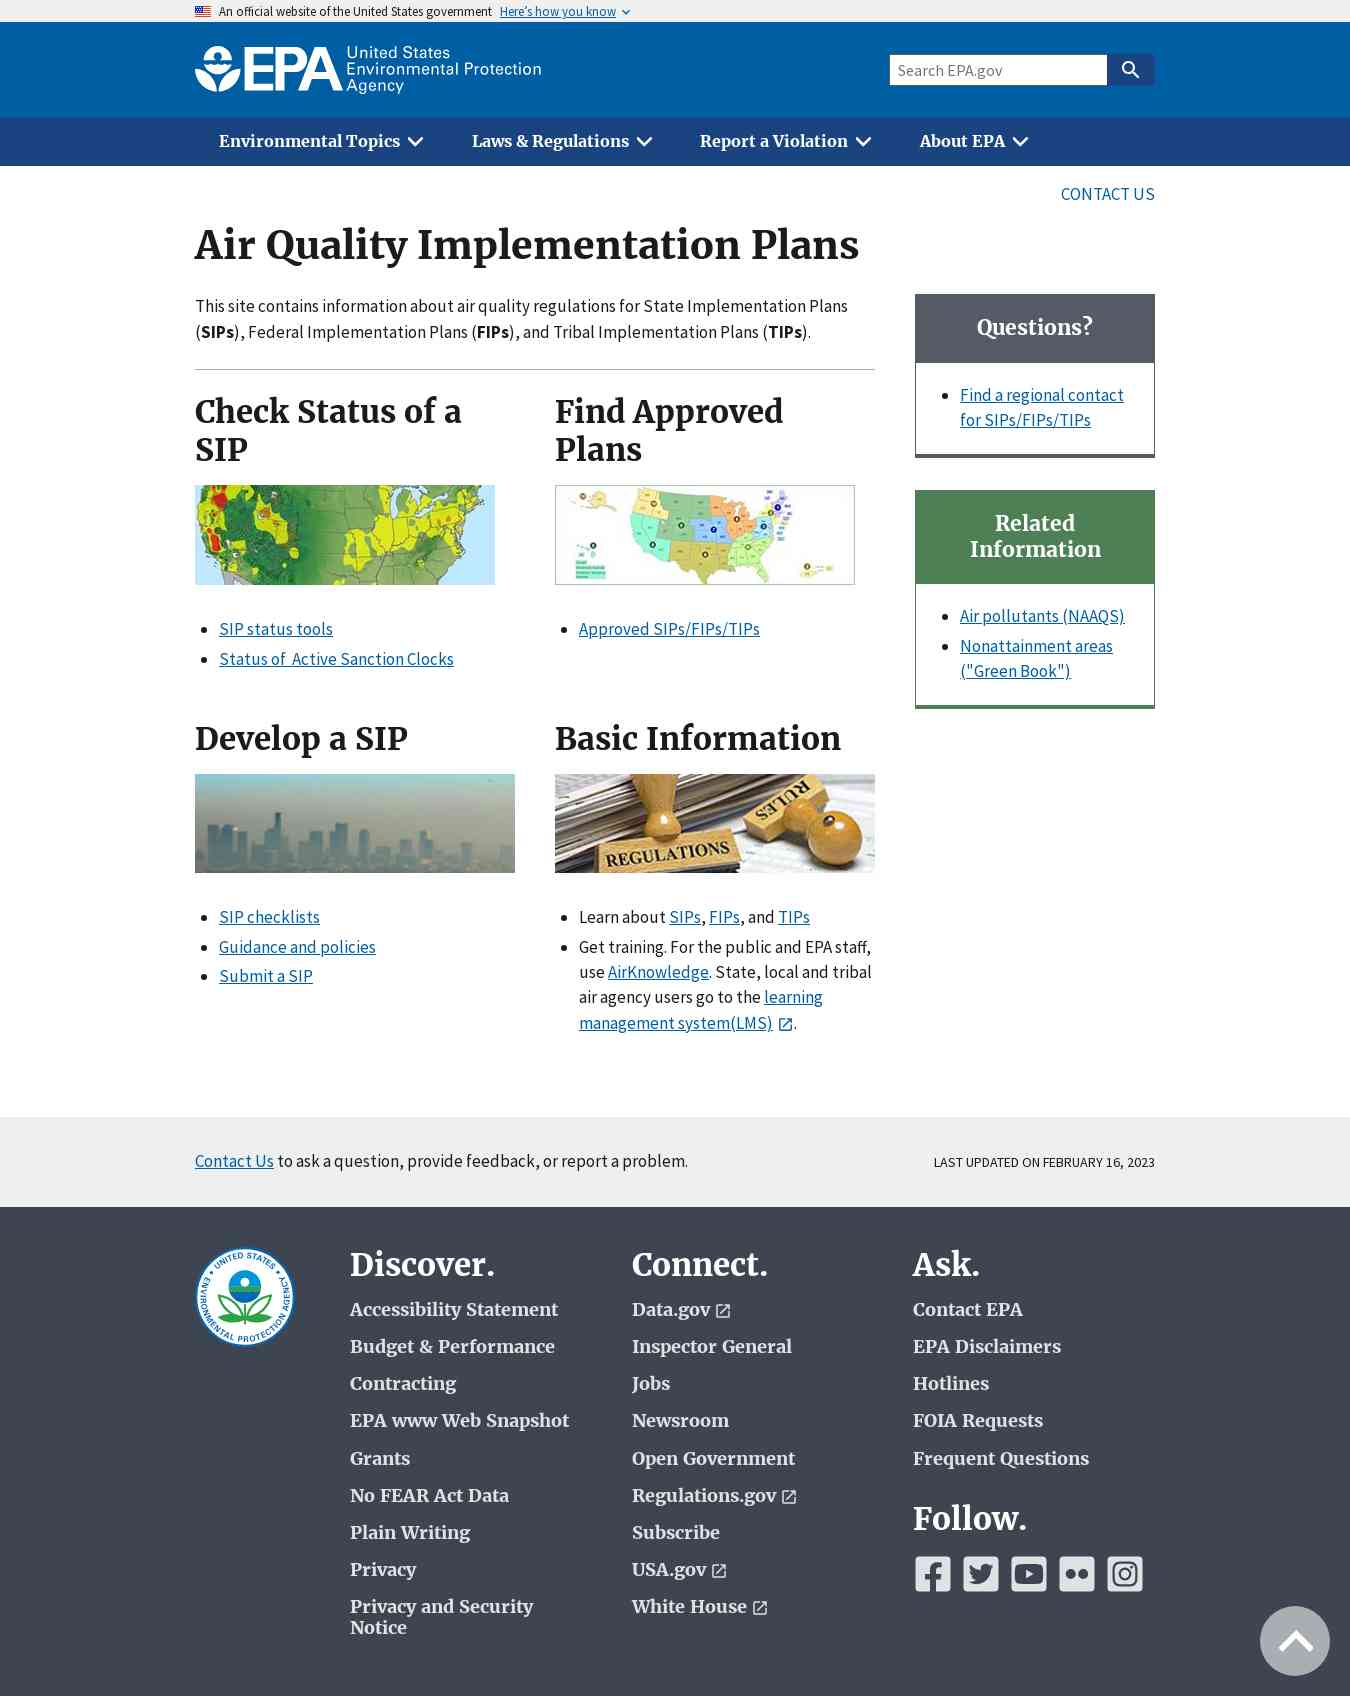 An official website of the United States government Here's how you know
EPA
United States
Environmental Protection
Agency
Search EPA.gov
Environmental Topics
Laws & Regulations
Report a Violation
About EPA
CONTACT US
Air Quality Implementation Plans
This site contains information about air quality regulations for State Implementation Plans
(SIPs), Federal Implementation Plans (FIPs), and Tribal Implementation Plans (TIPs).
Check Status of a
SIP
SIP status tools
Status of  Active Sanction Clocks
Find Approved
Plans
Approved SIPs/FIPs/TIPs
Develop a SIP
SIP checklists
Guidance and policies
Submit a SIP
Basic Information
RULES
REGULATIONS
Learn about SIPs, FIPs, and TIPs
Get training. For the public and EPA staff,
use AirKnowledge. State, local and tribal
air agency users go to the learning
management system(LMS) .
Questions?
Find a regional contact
for SIPs/FIPs/TIPs
Related
Information
Air pollutants (NAAQS)
Nonattainment areas
("Green Book")
Contact Us to ask a question, provide feedback, or report a problem.
LAST UPDATED ON FEBRUARY 16, 2023
UNITED STATES
ENVIRONMENTAL PROTECTION AGENCY
Discover.
Accessibility Statement
Budget & Performance
Contracting
EPA www Web Snapshot
Grants
No FEAR Act Data
Plain Writing
Privacy
Privacy and Security
Notice
Connect.
Data.gov
Inspector General
Jobs
Newsroom
Open Government
Regulations.gov
Subscribe
USA.gov
White House
Ask.
Contact EPA
EPA Disclaimers
Hotlines
FOIA Requests
Frequent Questions
Follow.